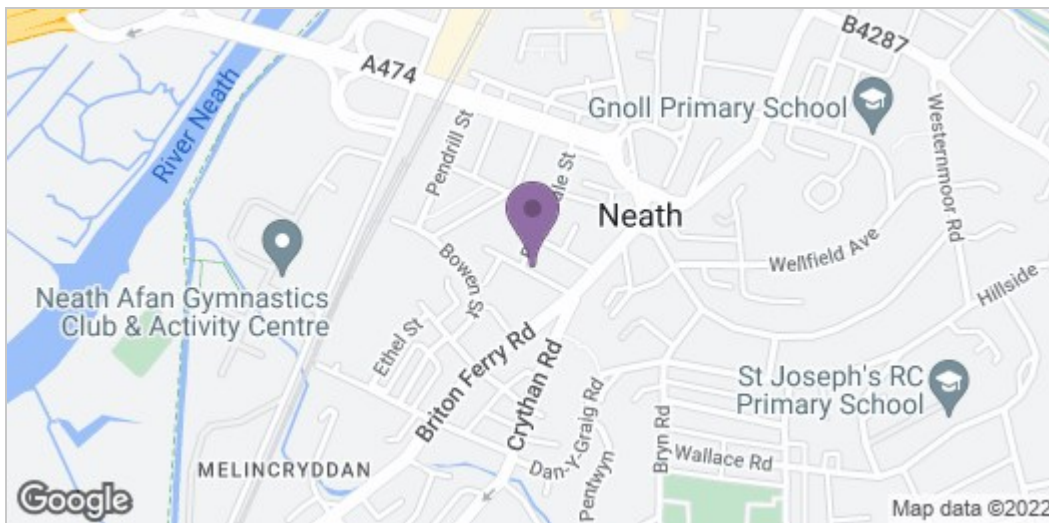 A474
B4287
Gnoll Primary School
River Neath
Pendrill St
Westernmoor Rd
ale St
Neath
Wellfield Ave
Bowen St
Hillside
Neath Afan Gymnastics
Club & Activity Centre
Ethel St
Briton Ferry Rd
Crythan Rd
St Joseph's RC
Primary School
Dan-Y-Graig Rd
Pentwyn
Bryn Rd
Wallace Rd
MELINCRYDDAN
Google
Map data ©2022